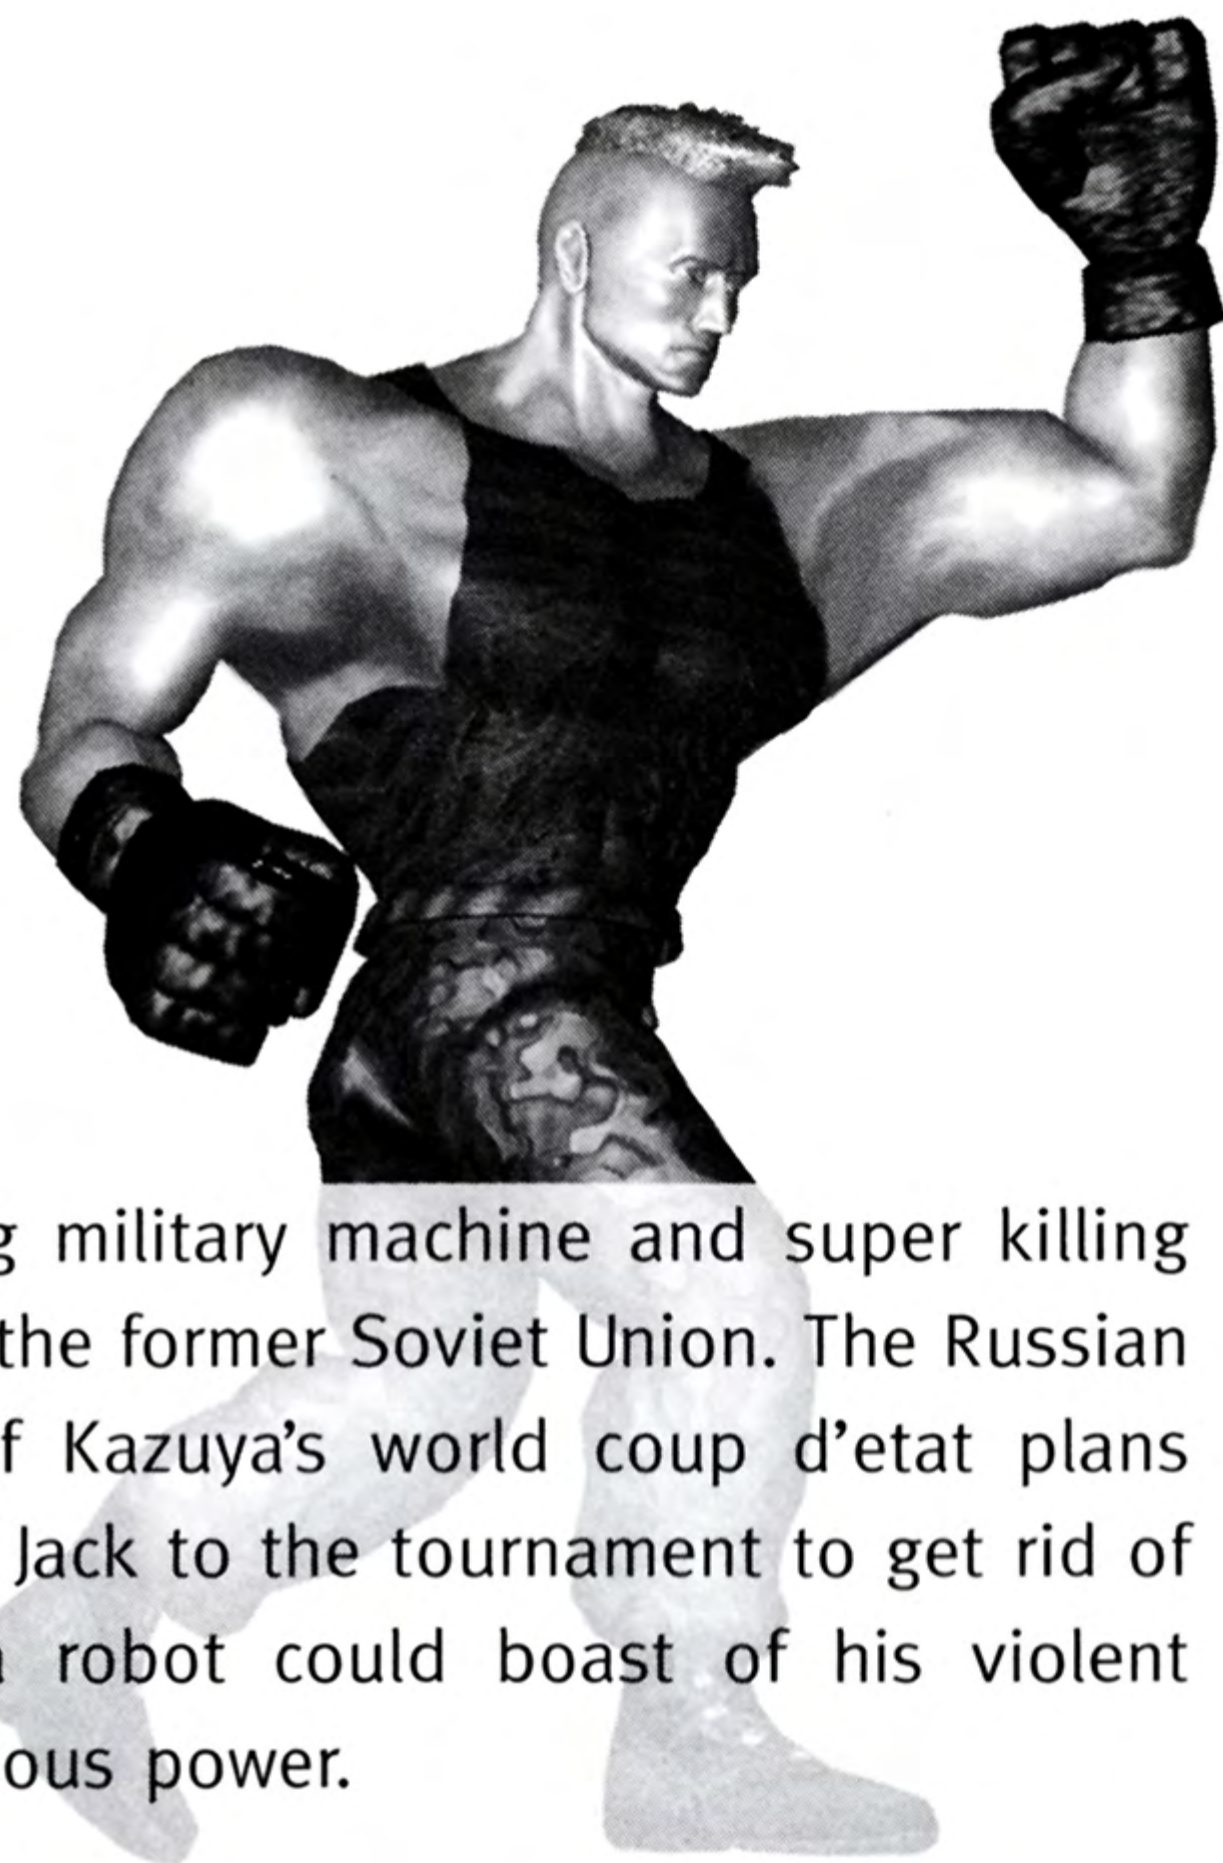 military machine and super killing
the former Soviet Union. The Russian
Kazuya's world coup d'etat plans
Jack to the tournament to get rid of
robot could boast of his violent
power.